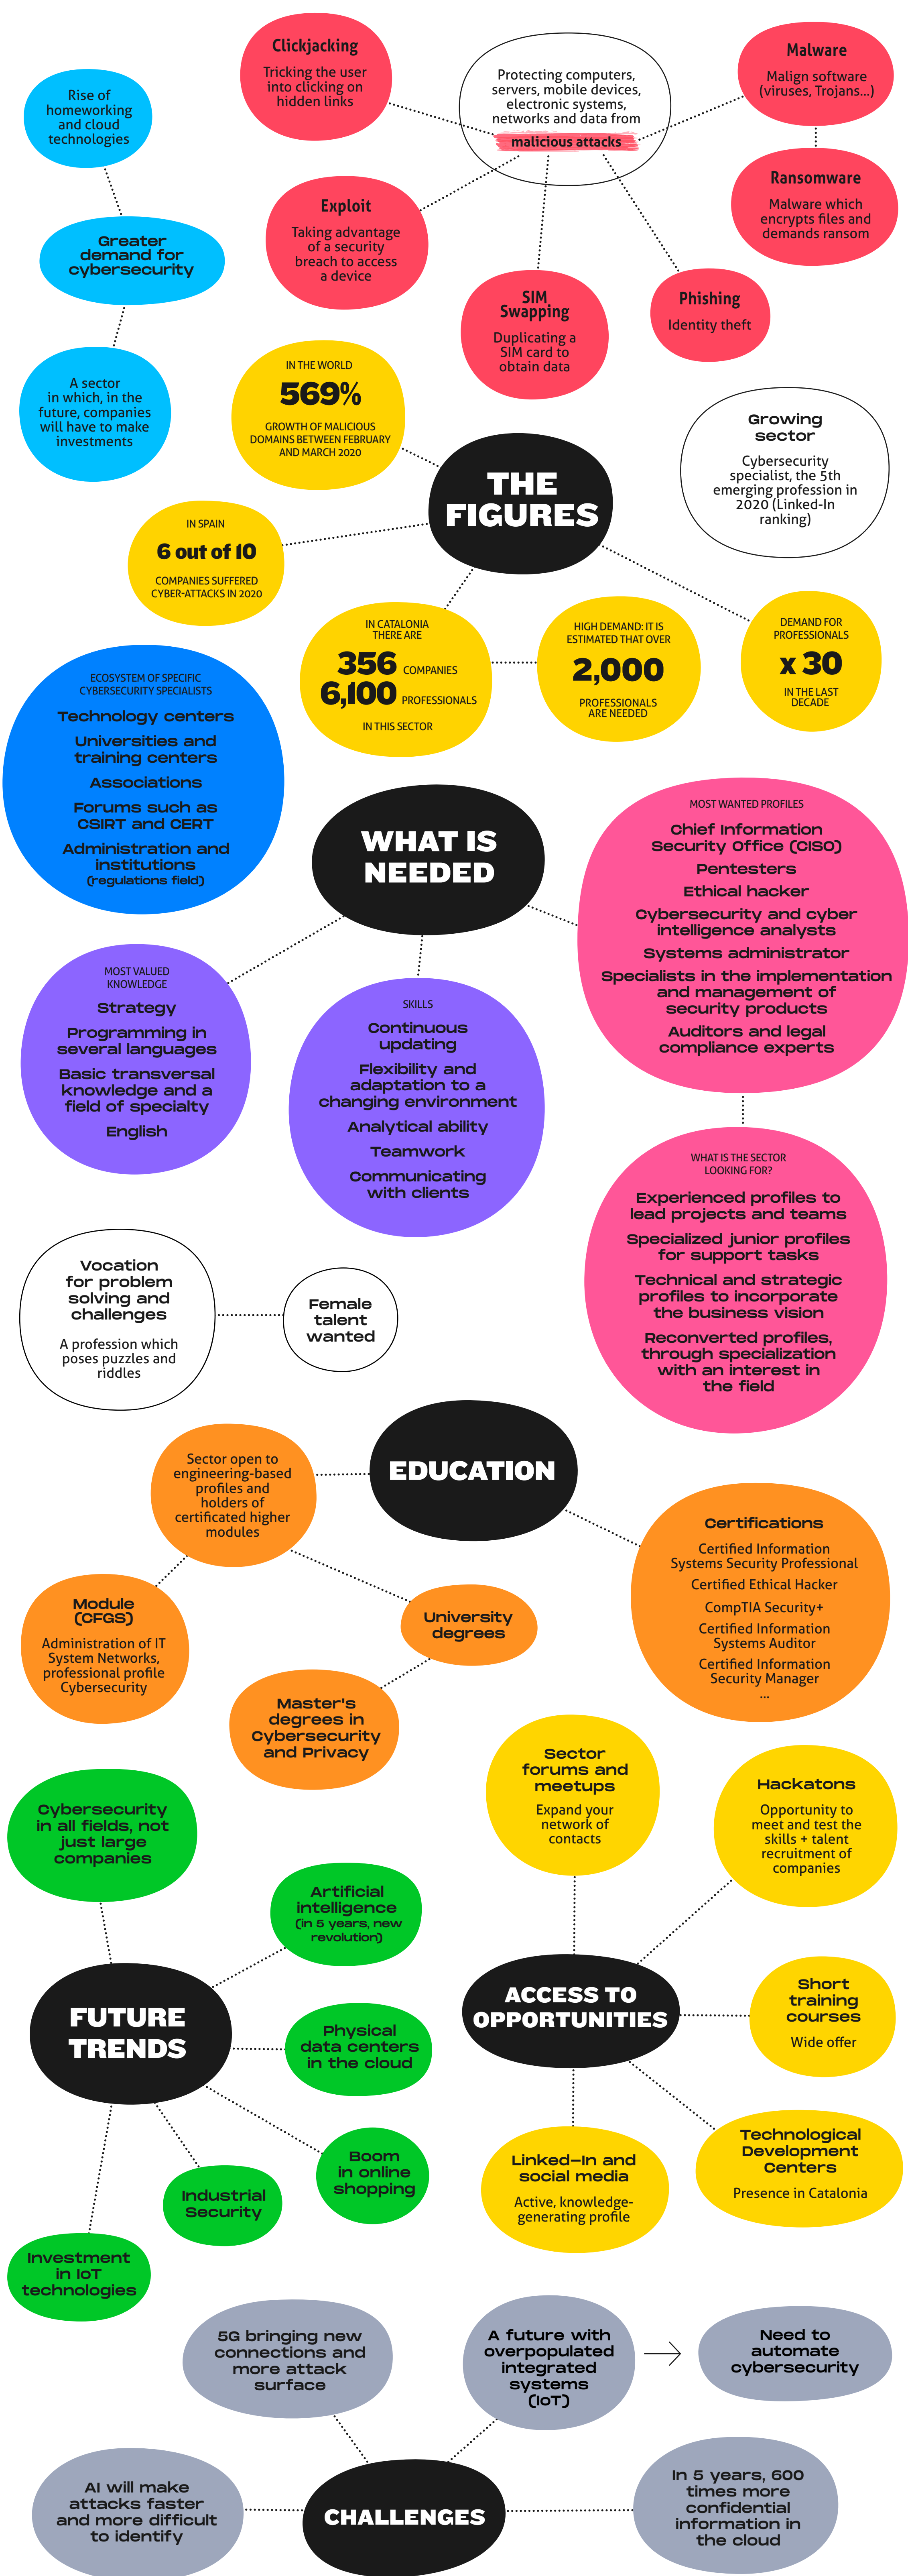 Clickjacking
Tricking the user
into clicking on
hidden links
Protecting computers,
servers, mobile devices,
electronic systems,
networks and data from
malicious attacks
Malware
Malign software
(viruses, Trojans...)
Rise of
homeworking
and cloud
technologies
Exploit
Taking advantage
of a security
breach to access
a device
Ransomware
Malware which
encrypts files and
demands ransom
Greater
demand for
cybersecurity
SIM
Swapping
Duplicating a
SIM card to
obtain data
Phishing
Identity theft
A sector
in which, in the
future, companies
will have to make
investments
IN THE WORLD
569%
GROWTH OF MALICIOUS
DOMAINS BETWEEN FEBRUARY
AND MARCH 2020
Growing
sector
Cybersecurity
specialist, the 5th
emerging profession in
2020 (Linked-In
ranking)
THE
FIGURES
IN SPAIN
6 out of 10
COMPANIES SUFFERED
CYBER-ATTACKS IN 2020
IN CATALONIA
THERE ARE
356 COMPANIES
6,100 PROFESSIONALS
IN THIS SECTOR
HIGH DEMAND: IT IS
ESTIMATED THAT OVER
2,000
PROFESSIONALS
ARE NEEDED
DEMAND FOR
PROFESSIONALS
x 30
IN THE LAST
DECADE
ECOSYSTEM OF SPECIFIC
CYBERSECURITY SPECIALISTS
Technology centers
Universities and
training centers
Associations
Forums such as
CSIRT and CERT
Administration and
institutions
(regulations field)
WHAT IS
NEEDED
MOST WANTED PROFILES
Chief Information
Security Office (CISO)
Pentesters
Ethical hacker
Cybersecurity and cyber
intelligence analysts
Systems administrator
Specialists in the implementation
and management of
security products
Auditors and legal
compliance experts
MOST VALUED
KNOWLEDGE
Strategy
Programming in
several languages
Basic transversal
knowledge and a
field of specialty
English
SKILLS
Continuous
updating
Flexibility and
adaptation to a
changing environment
Analytical ability
Teamwork
Communicating
with clients
WHAT IS THE SECTOR
LOOKING FOR?
Experienced profiles to
lead projects and teams
Specialized junior profiles
for support tasks
Technical and strategic
profiles to incorporate
the business vision
Reconverted profiles,
through specialization
with an interest in
the field
Vocation
for problem
solving and
challenges
A profession which
poses puzzles and
riddles
Female
talent
wanted
EDUCATION
Sector open to
engineering-based
profiles and
holders of
certificated higher
modules
Certifications
Certified Information
Systems Security Professional
Certified Ethical Hacker
CompTIA Security+
Certified Information
Systems Auditor
Certified Information
Security Manager
...
Module
(CFGS)
Administration of IT
System Networks,
professional profile
Cybersecurity
University
degrees
Master's
degrees in
Cybersecurity
and Privacy
Sector
forums and
meetups
Expand your
network of
contacts
Hackatons
Opportunity to
meet and test the
skills + talent
recruitment of
companies
Cybersecurity
in all fields, not
just large
companies
Artificial
intelligence
(in 5 years, new
revolution)
FUTURE
TRENDS
ACCESS TO
OPPORTUNITIES
Short
training
courses
Wide offer
Physical
data centers
in the cloud
Boom
in online
shopping
Industrial
Security
Investment
in IoT
technologies
Linked-In and
social media
Active, knowledge-
generating profile
Technological
Development
Centers
Presence in Catalonia
5G bringing new
connections and
more attack
surface
A future with
overpopulated
integrated
systems
(IoT)
Need to
automate
cybersecurity
AI will make
attacks faster
and more difficult
to identify
CHALLENGES
In 5 years, 600
times more
confidential
information in
the cloud